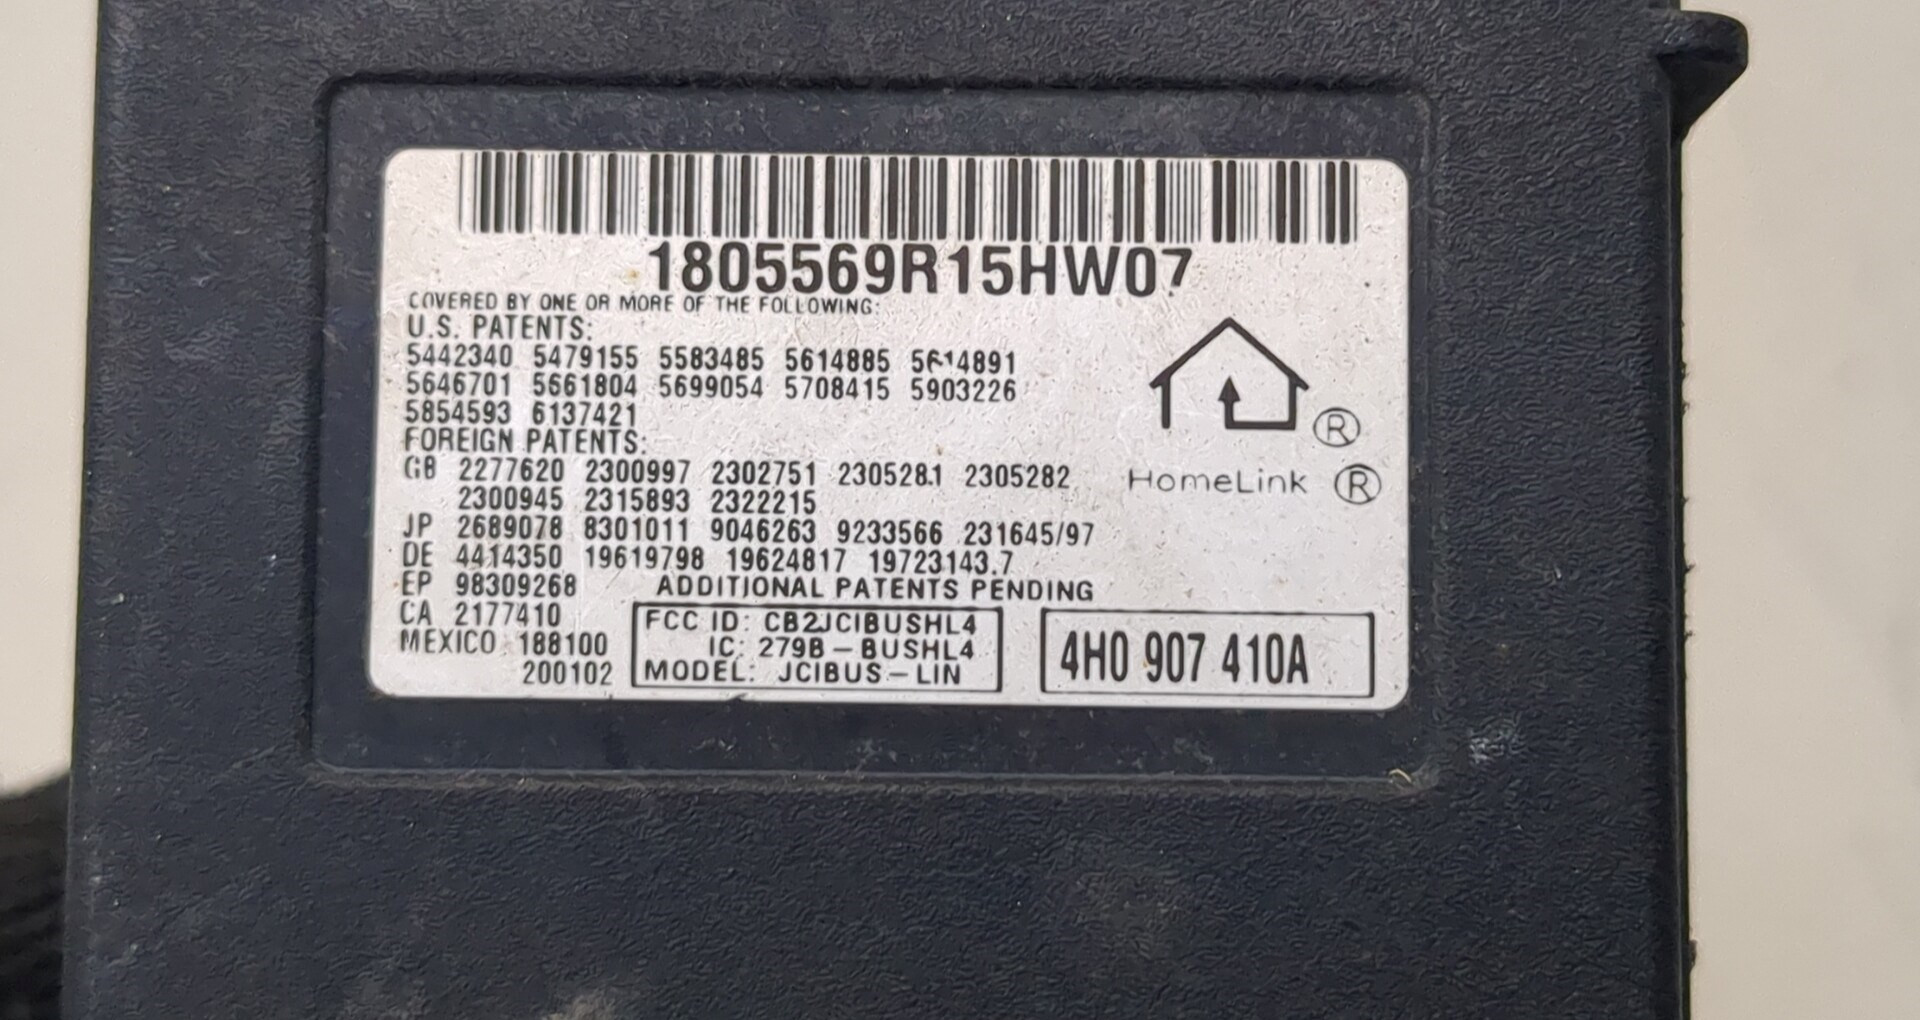 1805569R15HW07
COVERED BY ONE OR MORE OF THE FOLLOWING:
U.S. PATENTS:
5442340 5479155 5583485 5614885 5614891
5646701 5661804 5699054 5708415 5903226
5854593 6137421
FOREIGN PATENTS:
GB 2277620 2300997 2302751 2305281 2305282
2300945 2315893 2322215
JP 2689078 8301011 9046263 9233566 231645/97
DE 4414350 19619798 19624817 19723143.7
EP 98309268 ADDITIONAL PATENTS PENDING
CA 2177410
MEXICO 188100
200102
FCC ID: CB2JCIBUSHL4
IC: 279B-BUSHL4
MODEL: JCIBUS-LIN
4H0 907 410A
®
HomeLink ®